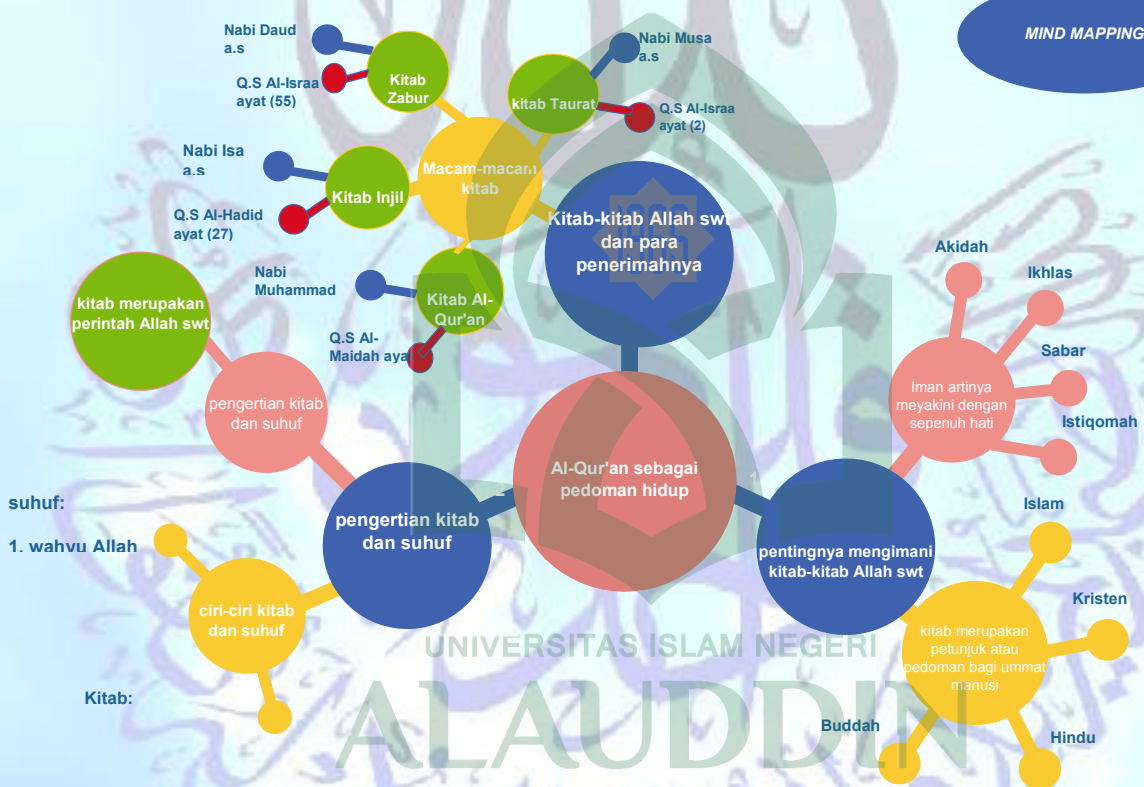 MIND MAPPING
Nabi Daud
a.s
Q.S Al-Israa
ayat (55)
Kitab
Zabur
Nabi Musa
a.s
kitab Taurat
Q.S Al-Israa
ayat (2)
Nabi Isa
a.s
Kitab Injil
Q.S Al-Hadid
ayat (27)
Macam-macam
kitab
Kitab-kitab Allah swt
dan para
penerimahnya
Nabi
Muhammad
Kitab Al-
Qur'an
Q.S Al-
Maidah aya
kitab merupakan
perintah Allah swt
pengertian kitab
dan suhuf
Akidah
Ikhlas
Sabar
Istiqomah
Iman artinya
meyakini dengan
sepenuh hati
Al-Qur'an sebagai
pedoman hidup
2
1
pengertian kitab
dan suhuf
pentingnya mengimani
kitab-kitab Allah swt
suhuf:
1. wahyu Allah
ciri-ciri kitab
dan suhuf
Kitab:
Islam
Kristen
kitab merupakan
petunjuk atau
pedoman bagi ummat
manusi
Buddah
Hindu
UNIVERSITAS ISLAM NEGERI
ALAUDDIN